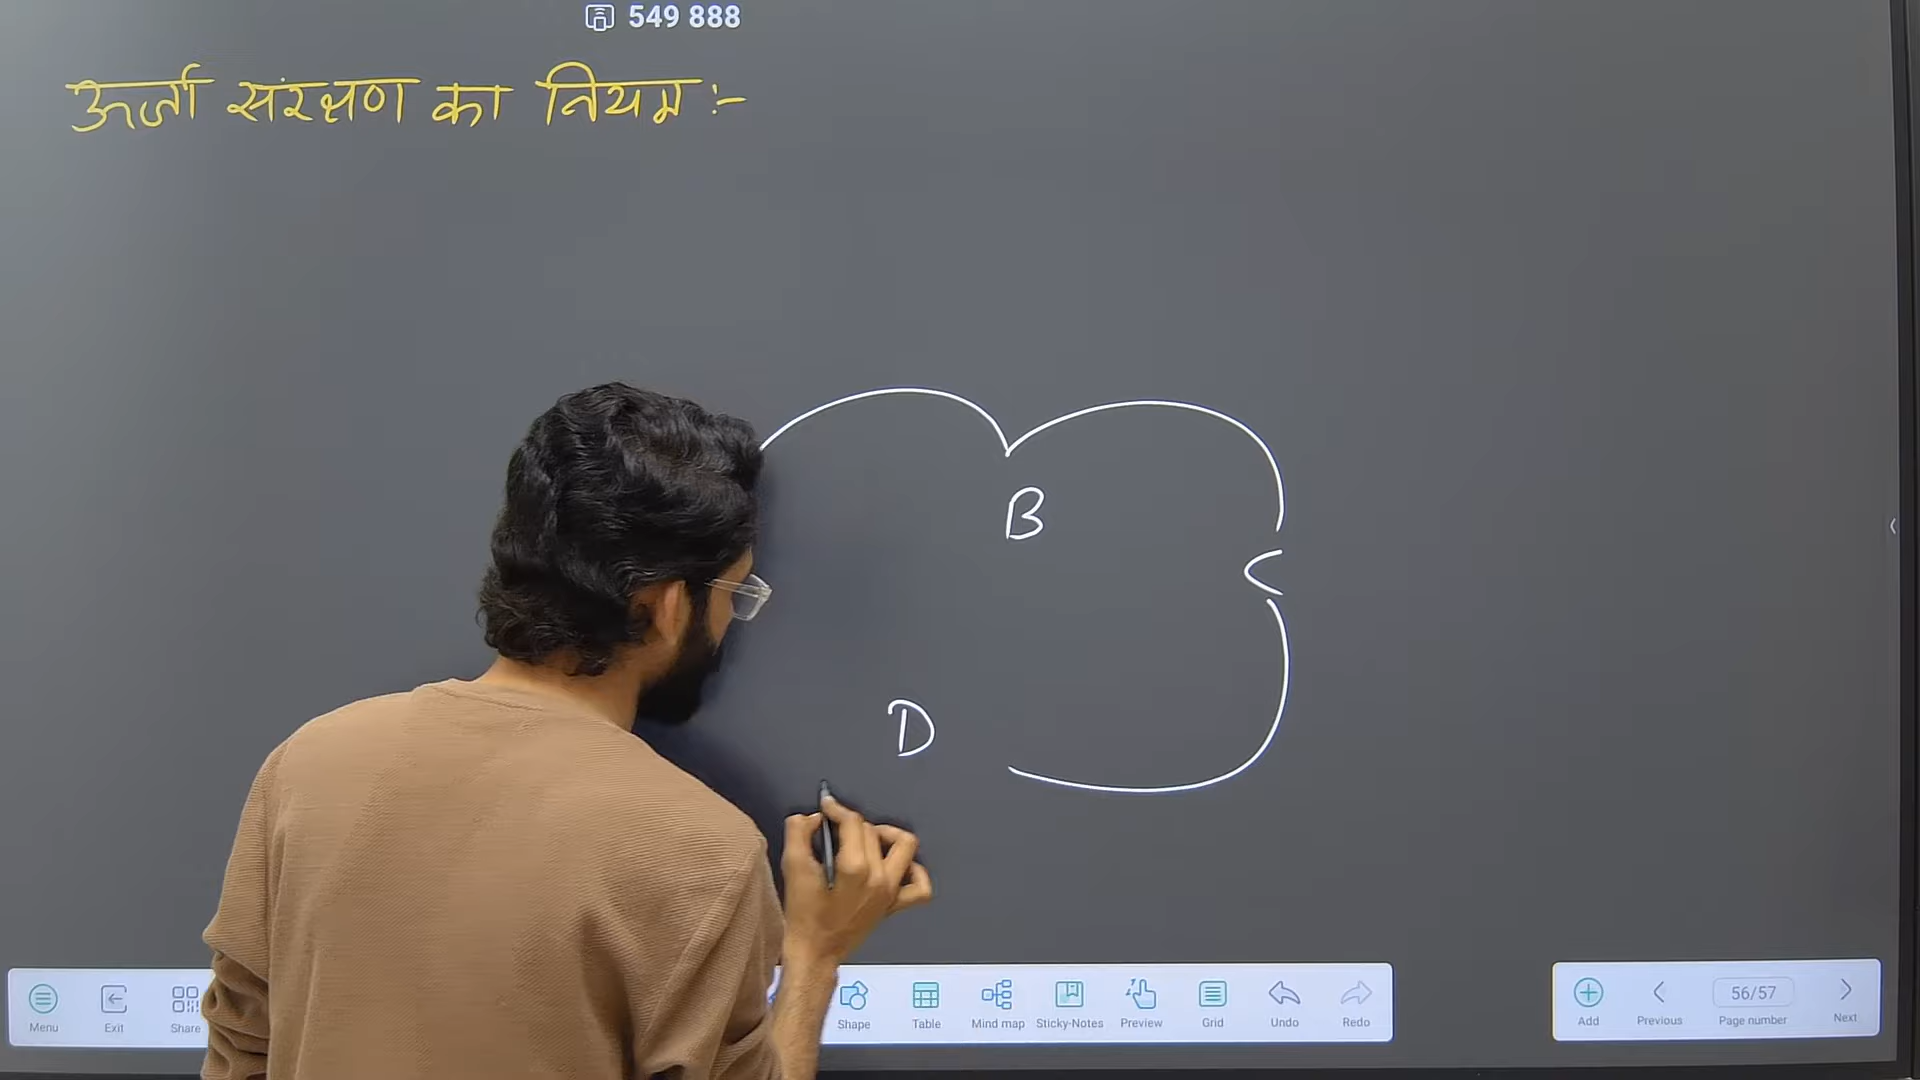 549 888
ऊर्जा संरक्षण का नियम :-
B
C
D
Menu Exit Share Shape Table Mind map Sticky-Notes Preview Grid Undo Redo Add Previous 56/57 Page number Next